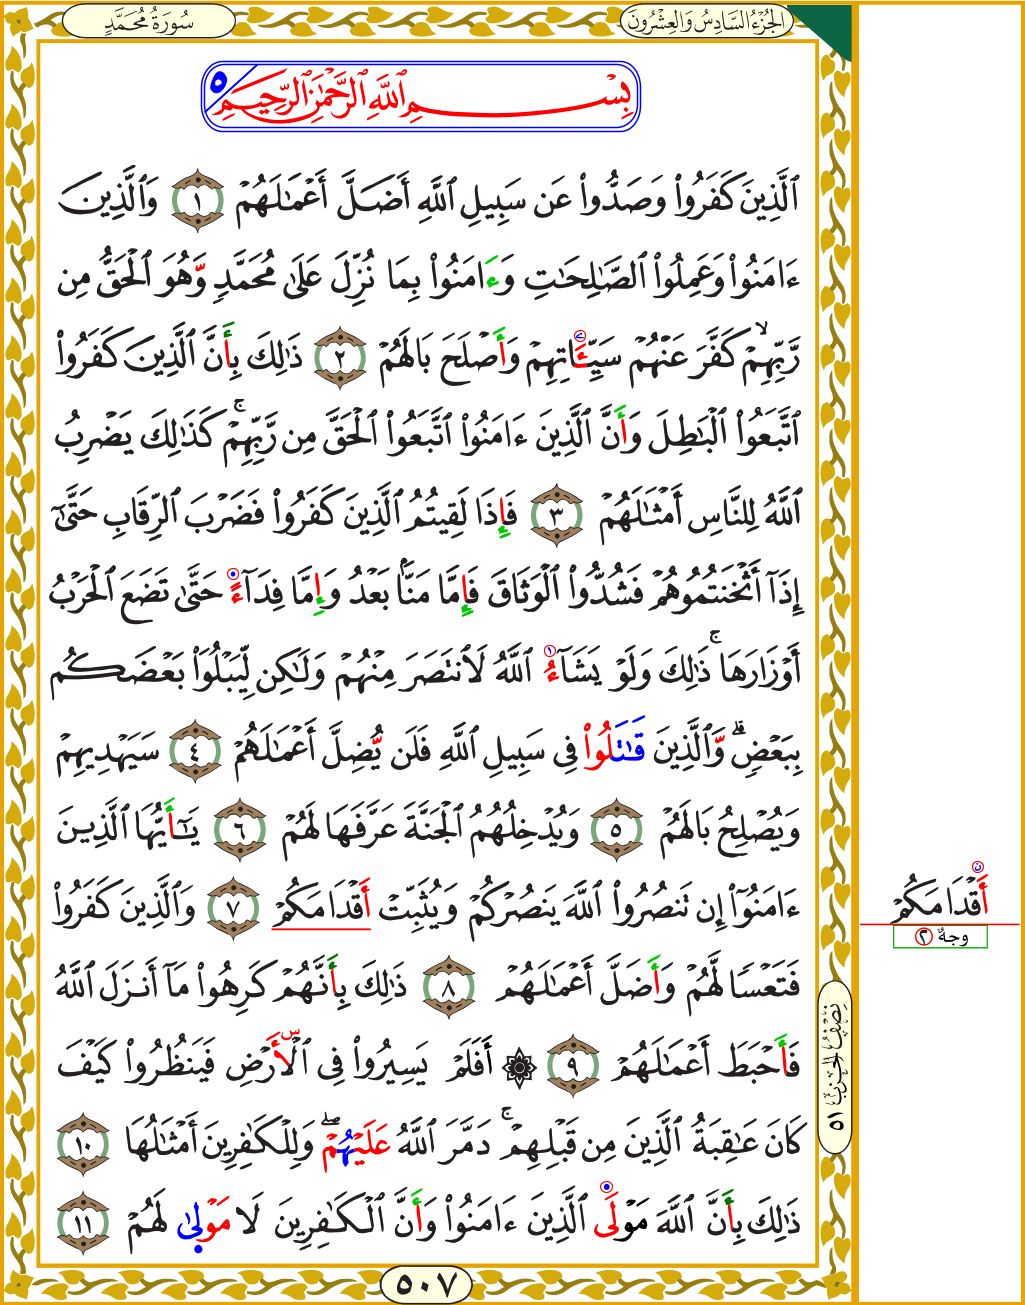 سُورَةُ مُحَمَّدٍ
الجُزْءُ السَّادِسُ وَالعِشْرُونَ
بِسْمِ ٱللَّهِ ٱلرَّحْمَٰنِ ٱلرَّحِيمِ ٥
ٱلَّذِينَ كَفَرُوا۟ وَصَدُّوا۟ عَن سَبِيلِ ٱللَّهِ أَضَلَّ أَعْمَٰلَهُمْ ١ وَٱلَّذِينَ
ءَامَنُوا۟ وَعَمِلُوا۟ ٱلصَّٰلِحَٰتِ وَءَامَنُوا۟ بِمَا نُزِّلَ عَلَىٰ مُحَمَّدٍ وَّهُوَ ٱلْحَقُّ مِن
رَّبِّهِمْ ۙ كَفَّرَ عَنْهُمْ سَيِّـَٔاتِهِمْ وَأَصْلَحَ بَالَهُمْ ٢ ذَٰلِكَ بِأَنَّ ٱلَّذِينَ كَفَرُوا۟
ٱتَّبَعُوا۟ ٱلْبَٰطِلَ وَأَنَّ ٱلَّذِينَ ءَامَنُوا۟ ٱتَّبَعُوا۟ ٱلْحَقَّ مِن رَّبِّهِمْ ۚ كَذَٰلِكَ يَضْرِبُ
ٱللَّهُ لِلنَّاسِ أَمْثَٰلَهُمْ ٣ فَإِذَا لَقِيتُمُ ٱلَّذِينَ كَفَرُوا۟ فَضَرْبَ ٱلرِّقَابِ حَتَّىٰٓ
إِذَآ أَثْخَنتُمُوهُمْ فَشُدُّوا۟ ٱلْوَثَاقَ فَإِمَّا مَنًّۢا بَعْدُ وَإِمَّا فِدَآءً حَتَّىٰ تَضَعَ ٱلْحَرْبُ
أَوْزَارَهَا ۚ ذَٰلِكَ وَلَوْ يَشَآءُ ٱللَّهُ لَٱنتَصَرَ مِنْهُمْ وَلَٰكِن لِّيَبْلُوَا۟ بَعْضَكُم
بِبَعْضٍ ۗ وَّٱلَّذِينَ قَٰتَلُوا۟ فِى سَبِيلِ ٱللَّهِ فَلَن يُّضِلَّ أَعْمَٰلَهُمْ ٤ سَيَهْدِيهِمْ
وَيُصْلِحُ بَالَهُمْ ٥ وَيُدْخِلُهُمُ ٱلْجَنَّةَ عَرَّفَهَا لَهُمْ ٦ يَٰٓأَيُّهَا ٱلَّذِينَ
ءَامَنُوٓا۟ إِن تَنصُرُوا۟ ٱللَّهَ يَنصُرْكُمْ وَيُثَبِّتْ أَقْدَامَكُمْ ٧ وَٱلَّذِينَ كَفَرُوا۟
فَتَعْسًا لَّهُمْ وَأَضَلَّ أَعْمَٰلَهُمْ ٨ ذَٰلِكَ بِأَنَّهُمْ كَرِهُوا۟ مَآ أَنزَلَ ٱللَّهُ
فَأَحْبَطَ أَعْمَٰلَهُمْ ٩ ۞ أَفَلَمْ يَسِيرُوا۟ فِى ٱلْأَرْضِ فَيَنظُرُوا۟ كَيْفَ
كَانَ عَٰقِبَةُ ٱلَّذِينَ مِن قَبْلِهِمْ ۚ دَمَّرَ ٱللَّهُ عَلَيْهُمْ ۖ وَلِلْكَٰفِرِينَ أَمْثَٰلُهَا ١٠
ذَٰلِكَ بِأَنَّ ٱللَّهَ مَوْلَى ٱلَّذِينَ ءَامَنُوا۟ وَأَنَّ ٱلْكَٰفِرِينَ لَا مَوْلَىٰ لَهُمْ ١١
ن
أَقْدَامَكُمْ
وجهٌ ٢
نِصْفُ الحِزْبِ ٥١
٥٠٧